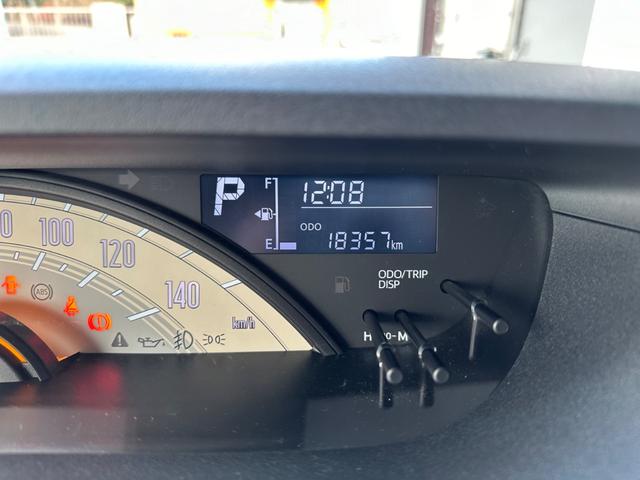 P
F
12:08
ODO
E
18357km
100
120
140
km/h
ABS
ODO/TRIP
DISP